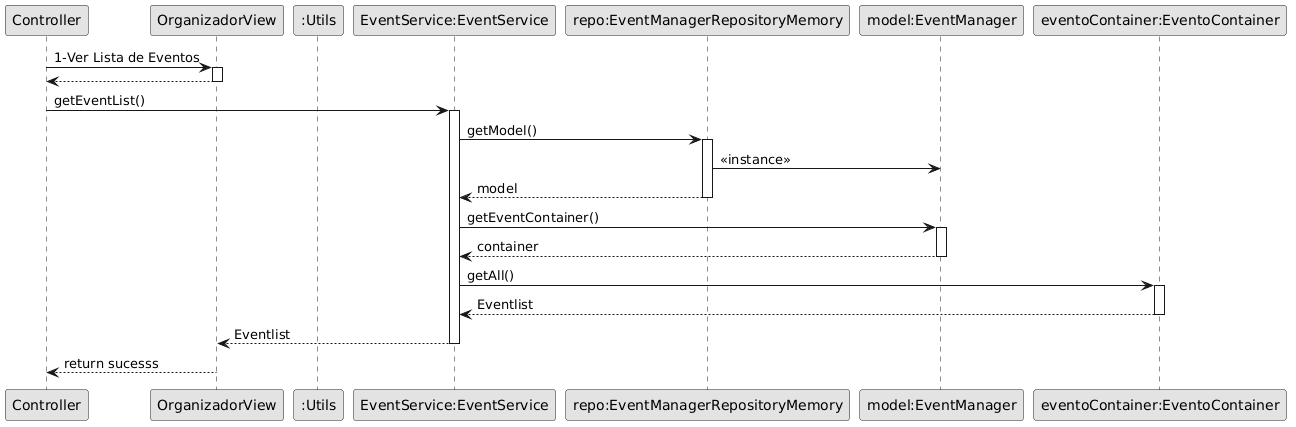 Controller
OrganizadorView
:Utils
EventService:EventService
repo:EventManagerRepositoryMemory
model:EventManager
eventoContainer:EventoContainer
1-Ver Lista de Eventos
getEventList()
getModel()
«instance»
model
getEventContainer()
container
getAll()
Eventlist
Eventlist
return sucesss
Controller
OrganizadorView
:Utils
EventService:EventService
repo:EventManagerRepositoryMemory
model:EventManager
eventoContainer:EventoContainer